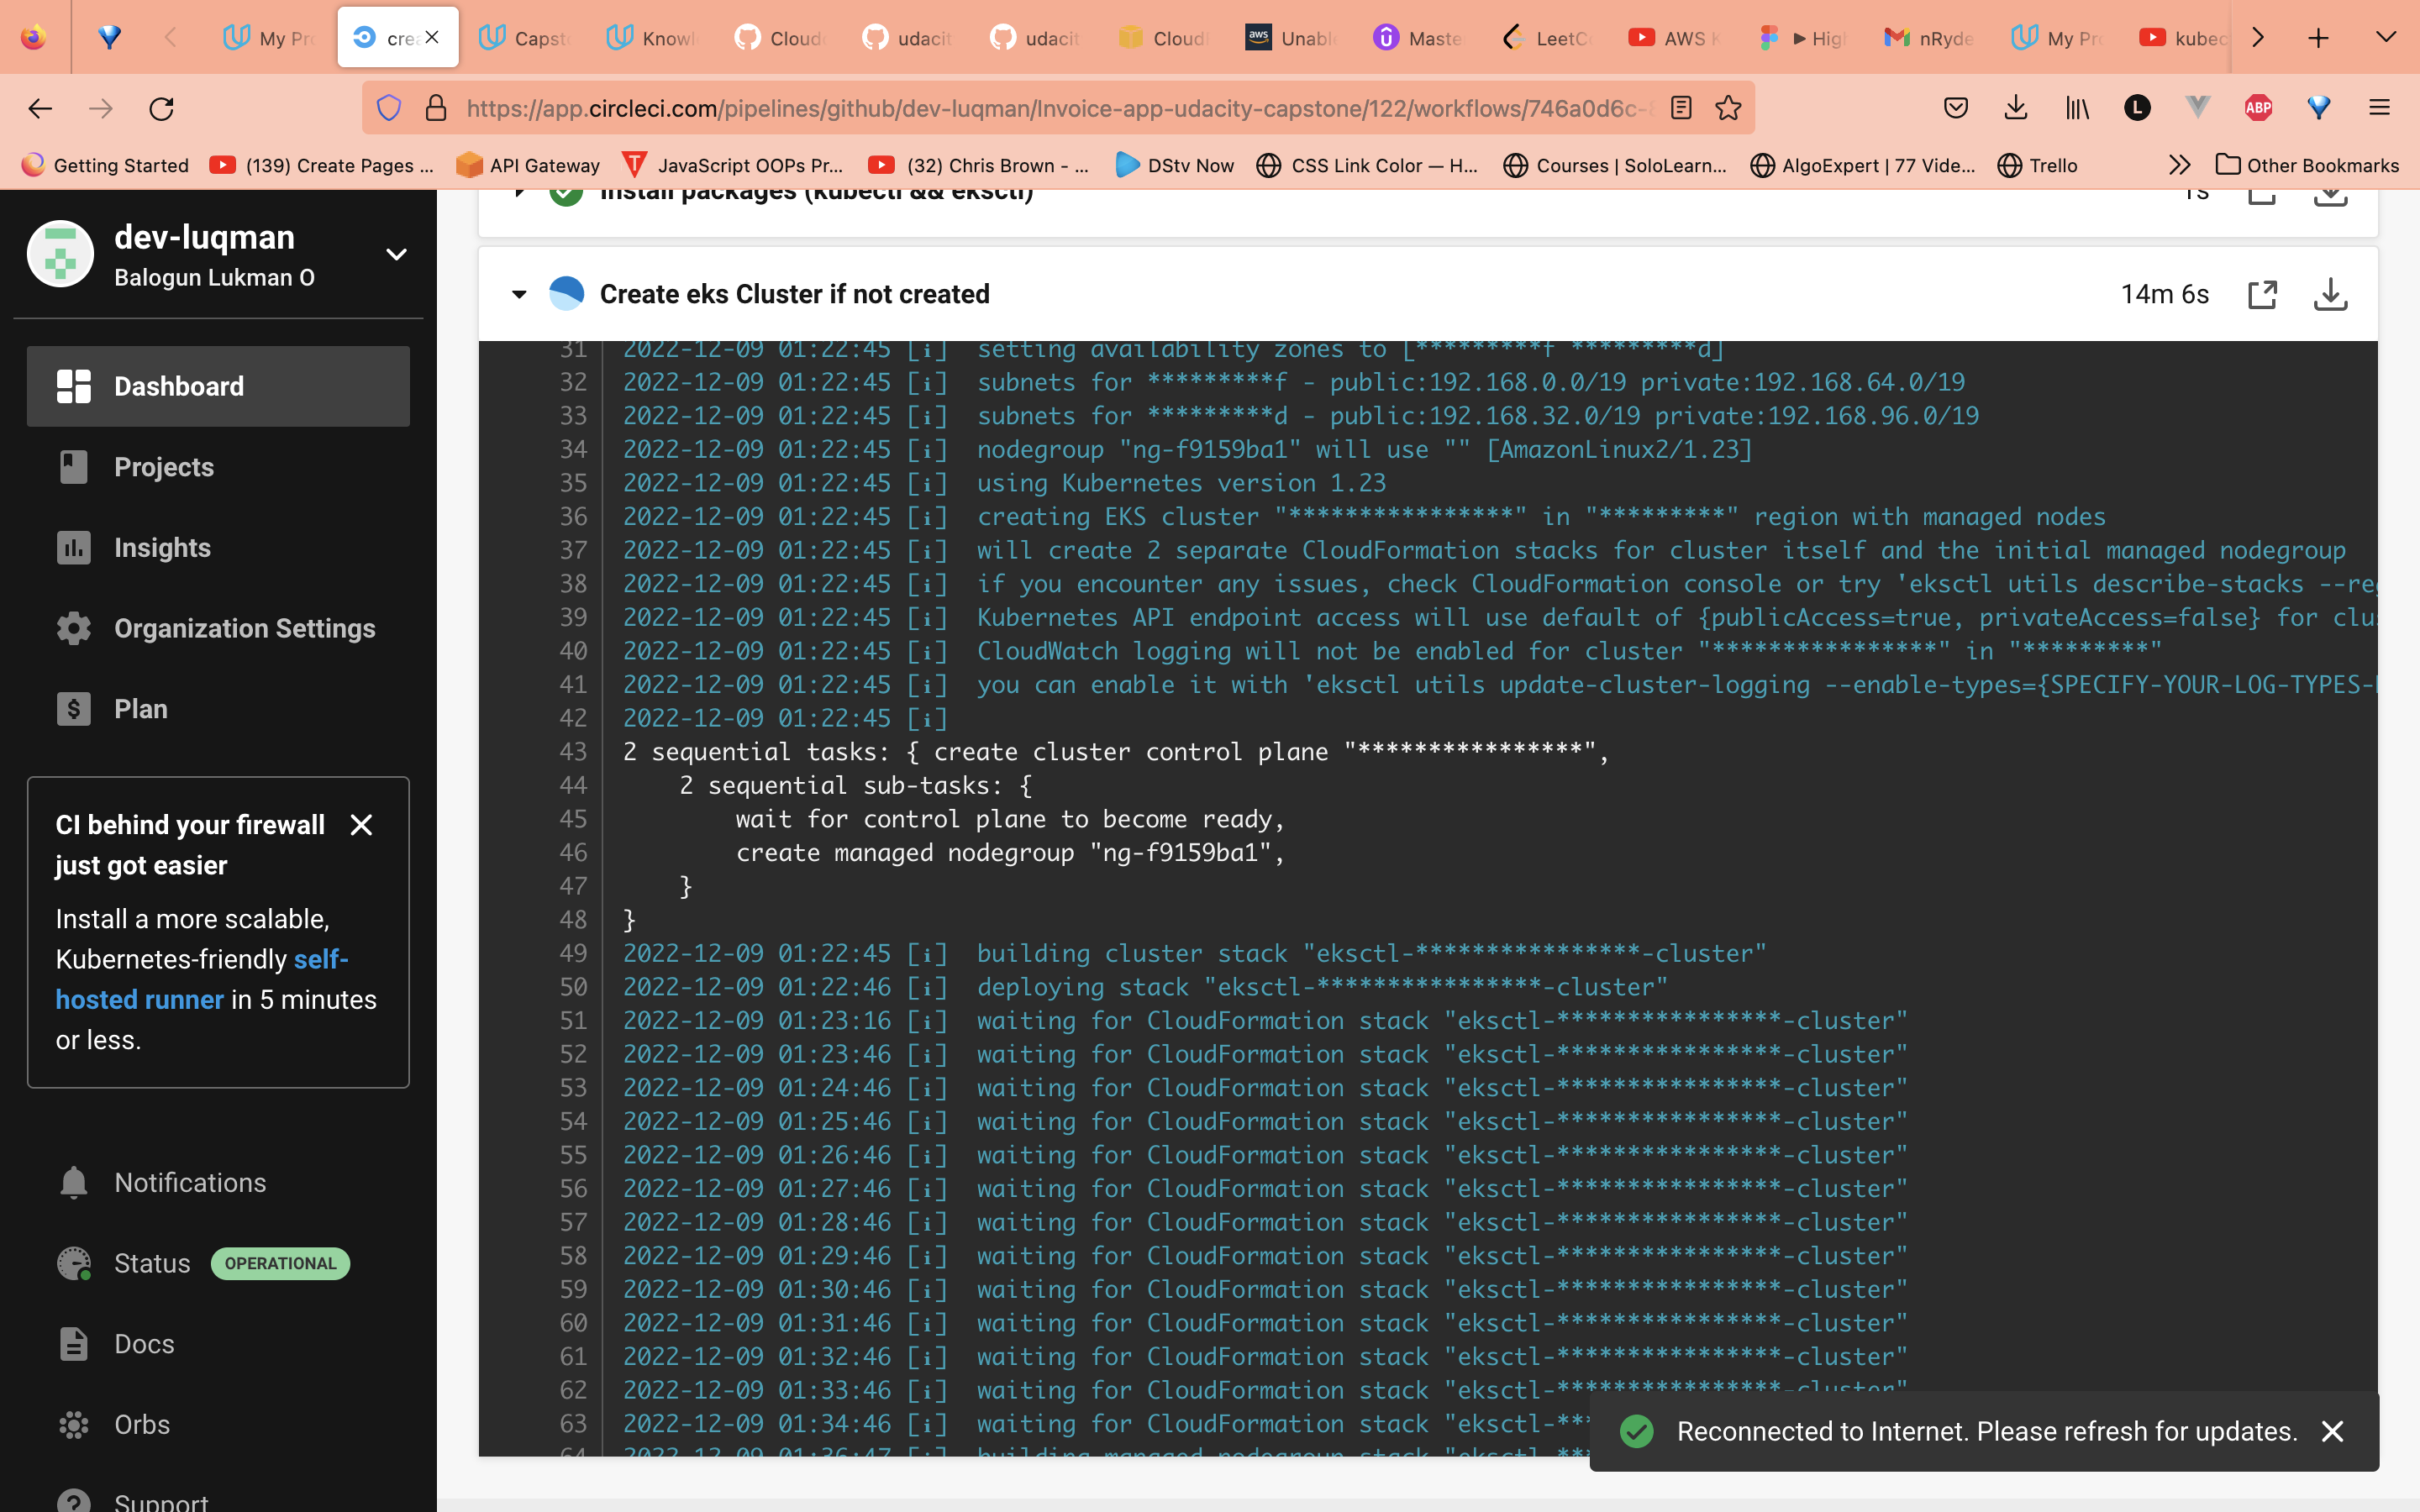 My Pr
crea
Capst
Knowl
Cloud
udacit
udacit
Cloudf
aws
Unabl
Maste
LeetC
AWS K
▶ High
nRyde
My Pr
kubec
https://app.circleci.com/pipelines/github/dev-luqman/Invoice-app-udacity-capstone/122/workflows/746a0d6c-8
L
ABP
Getting Started
(139) Create Pages ...
API Gateway
JavaScript OOPs Pr...
(32) Chris Brown - ...
DStv Now
CSS Link Color — H...
Courses | SoloLearn...
AlgoExpert | 77 Vide...
Trello
Other Bookmarks
dev-luqman
Balogun Lukman O
Dashboard
Projects
Insights
Organization Settings
Plan
CI behind your firewall
just got easier
Install a more scalable,
Kubernetes-friendly self-
hosted runner in 5 minutes
or less.
Notifications
Status OPERATIONAL
Docs
Orbs
Support
Install packages (kubectl && eksctl) 1s
Create eks Cluster if not created 14m 6s
31 2022-12-09 01:22:45 [i]  setting availability zones to [*********f *********d]
32 2022-12-09 01:22:45 [i]  subnets for *********f - public:192.168.0.0/19 private:192.168.64.0/19
33 2022-12-09 01:22:45 [i]  subnets for *********d - public:192.168.32.0/19 private:192.168.96.0/19
34 2022-12-09 01:22:45 [i]  nodegroup "ng-f9159ba1" will use "" [AmazonLinux2/1.23]
35 2022-12-09 01:22:45 [i]  using Kubernetes version 1.23
36 2022-12-09 01:22:45 [i]  creating EKS cluster "****************" in "*********" region with managed nodes
37 2022-12-09 01:22:45 [i]  will create 2 separate CloudFormation stacks for cluster itself and the initial managed nodegroup
38 2022-12-09 01:22:45 [i]  if you encounter any issues, check CloudFormation console or try 'eksctl utils describe-stacks --reg
39 2022-12-09 01:22:45 [i]  Kubernetes API endpoint access will use default of {publicAccess=true, privateAccess=false} for clus
40 2022-12-09 01:22:45 [i]  CloudWatch logging will not be enabled for cluster "****************" in "*********"
41 2022-12-09 01:22:45 [i]  you can enable it with 'eksctl utils update-cluster-logging --enable-types={SPECIFY-YOUR-LOG-TYPES-
42 2022-12-09 01:22:45 [i]
43 2 sequential tasks: { create cluster control plane "****************",
44     2 sequential sub-tasks: {
45         wait for control plane to become ready,
46         create managed nodegroup "ng-f9159ba1",
47     }
48 }
49 2022-12-09 01:22:45 [i]  building cluster stack "eksctl-****************-cluster"
50 2022-12-09 01:22:46 [i]  deploying stack "eksctl-****************-cluster"
51 2022-12-09 01:23:16 [i]  waiting for CloudFormation stack "eksctl-****************-cluster"
52 2022-12-09 01:23:46 [i]  waiting for CloudFormation stack "eksctl-****************-cluster"
53 2022-12-09 01:24:46 [i]  waiting for CloudFormation stack "eksctl-****************-cluster"
54 2022-12-09 01:25:46 [i]  waiting for CloudFormation stack "eksctl-****************-cluster"
55 2022-12-09 01:26:46 [i]  waiting for CloudFormation stack "eksctl-****************-cluster"
56 2022-12-09 01:27:46 [i]  waiting for CloudFormation stack "eksctl-****************-cluster"
57 2022-12-09 01:28:46 [i]  waiting for CloudFormation stack "eksctl-****************-cluster"
58 2022-12-09 01:29:46 [i]  waiting for CloudFormation stack "eksctl-****************-cluster"
59 2022-12-09 01:30:46 [i]  waiting for CloudFormation stack "eksctl-****************-cluster"
60 2022-12-09 01:31:46 [i]  waiting for CloudFormation stack "eksctl-****************-cluster"
61 2022-12-09 01:32:46 [i]  waiting for CloudFormation stack "eksctl-****************-cluster"
62 2022-12-09 01:33:46 [i]  waiting for CloudFormation stack "eksctl-****************-cluster"
63 2022-12-09 01:34:46 [i]  waiting for CloudFormation stack "eksctl-***
64 2022-12-09 01:36:47 [i]  building managed nodegroup stack "eksctl-***
Reconnected to Internet. Please refresh for updates.